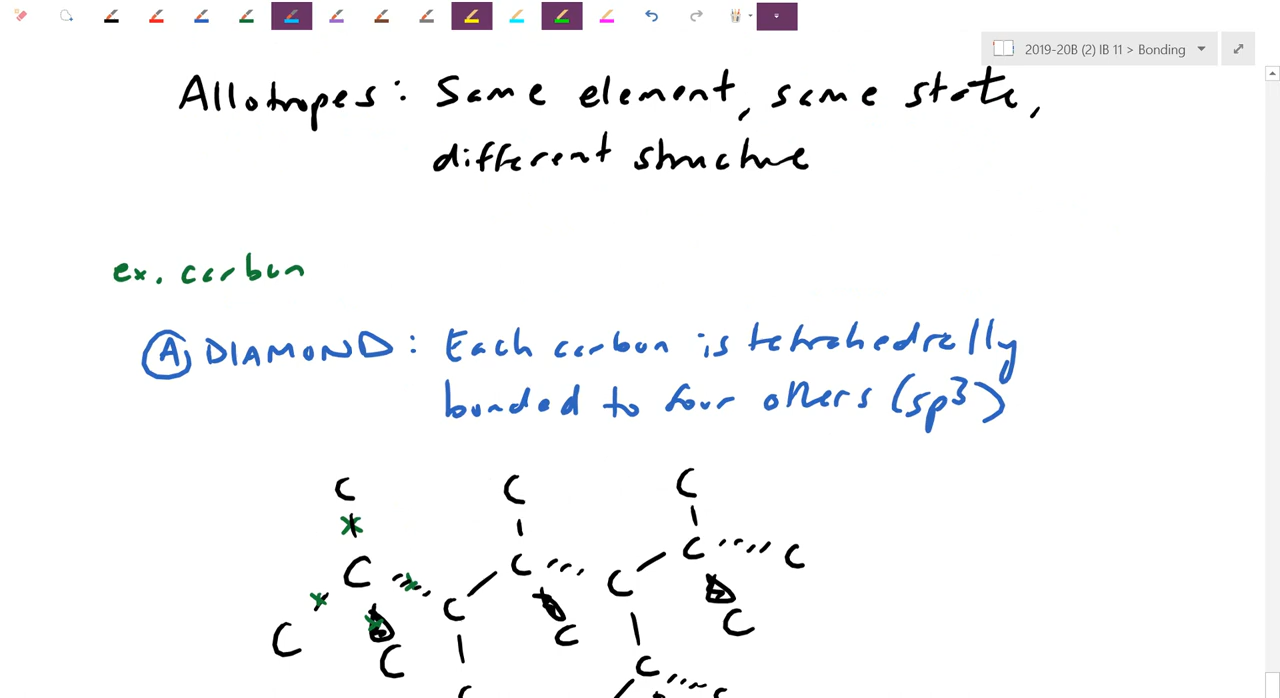 2019-20B (2) IB 11 > Bonding
Allotropes: Same element, same state,
different structure
ex. carbon
(A) DIAMOND: Each carbon is tetrahedrally
bonded to four others (sp3)
C C C
C C C C
C C
C C C C
C
C C